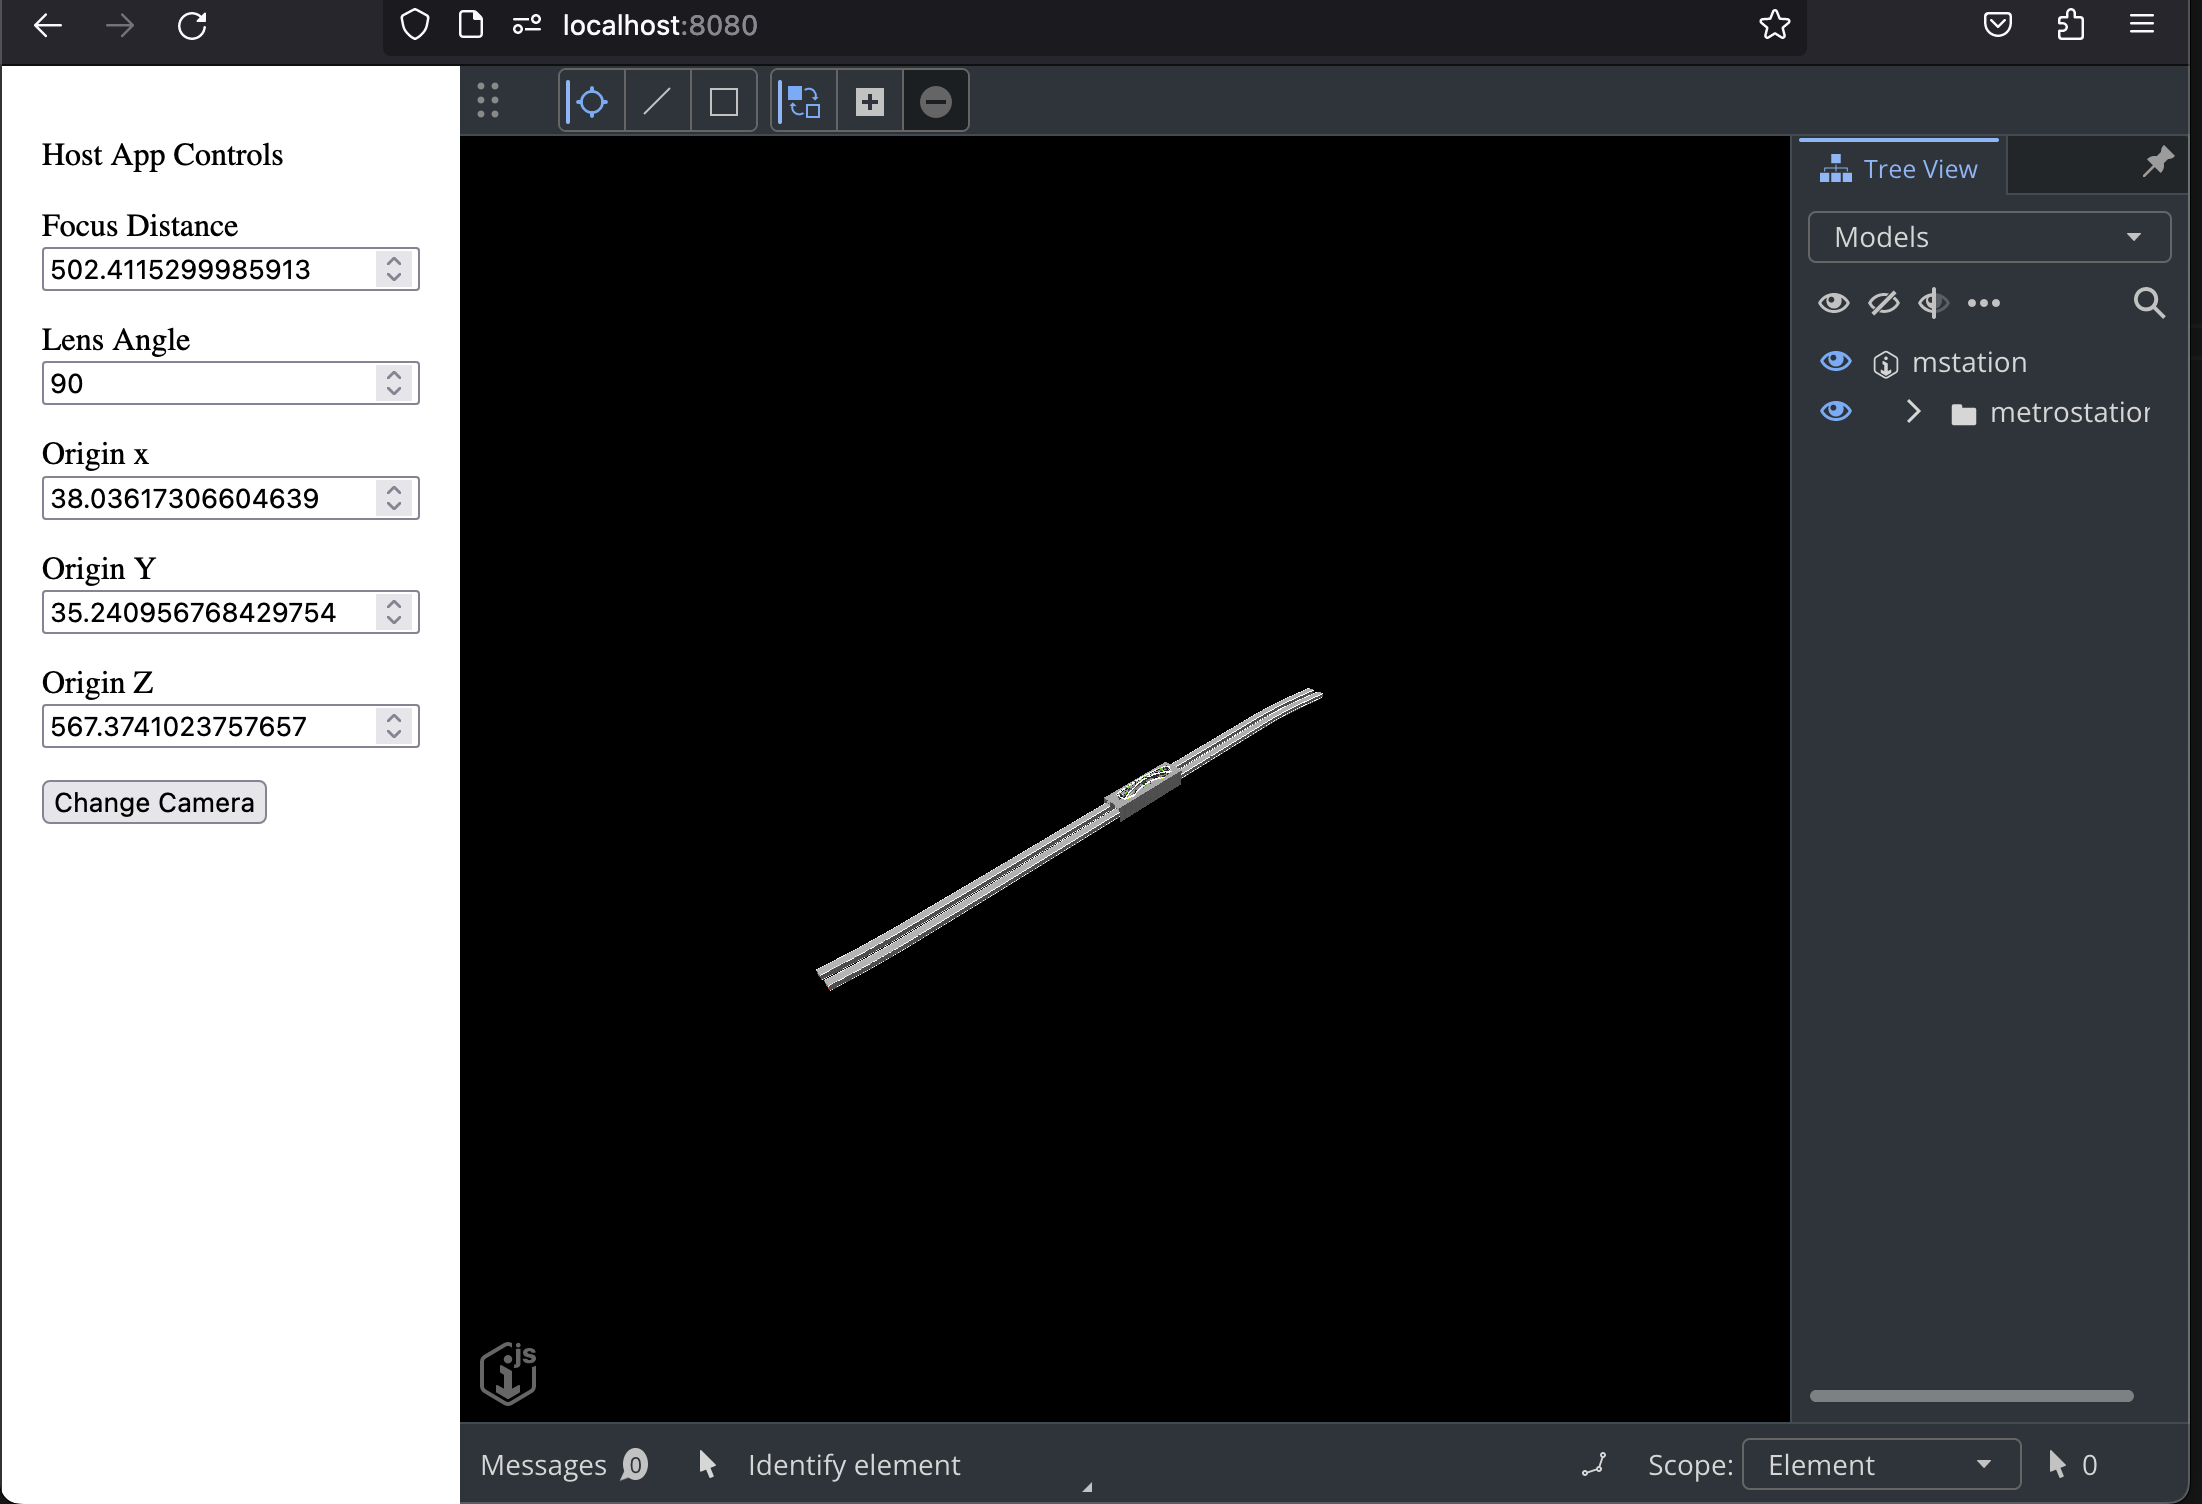 localhost:8080
Host App Controls
Focus Distance
502.4115299985913
Lens Angle
90
Origin x
38.03617306604639
Origin Y
35.240956768429754
Origin Z
567.3741023757657
Change Camera
Tree View
Models
mstation
metrostation
.js
Messages 0
Identify element
Scope: Element
0